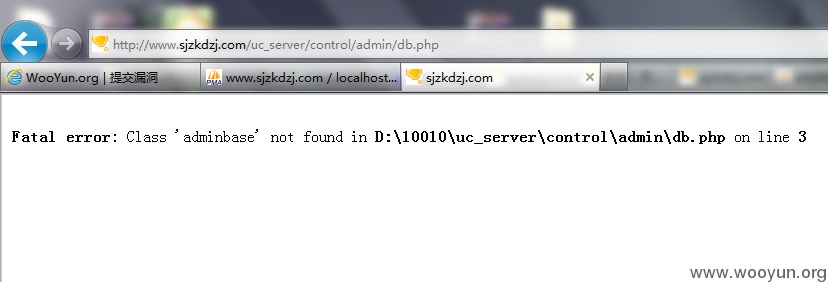 http://www.sjzkdzj.com/uc_server/control/admin/db.php
WooYun.org | 提交漏洞
www.sjzkdzj.com / localhost...
sjzkdzj.com
Fatal error: Class 'adminbase' not found in D:\10010\uc_server\control\admin\db.php on line 3
www.wooyun.org